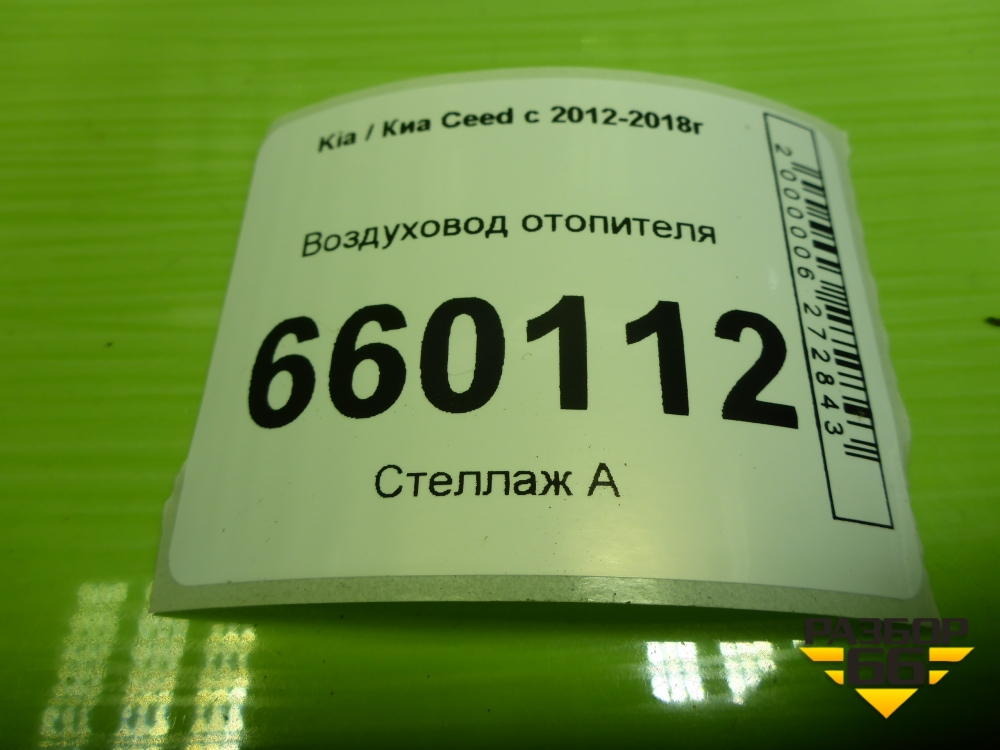 Kia / Киа Ceed с 2012-2018г
Воздуховод отопителя
660112
Стеллаж А
2000006272843
РАЗБОР
66